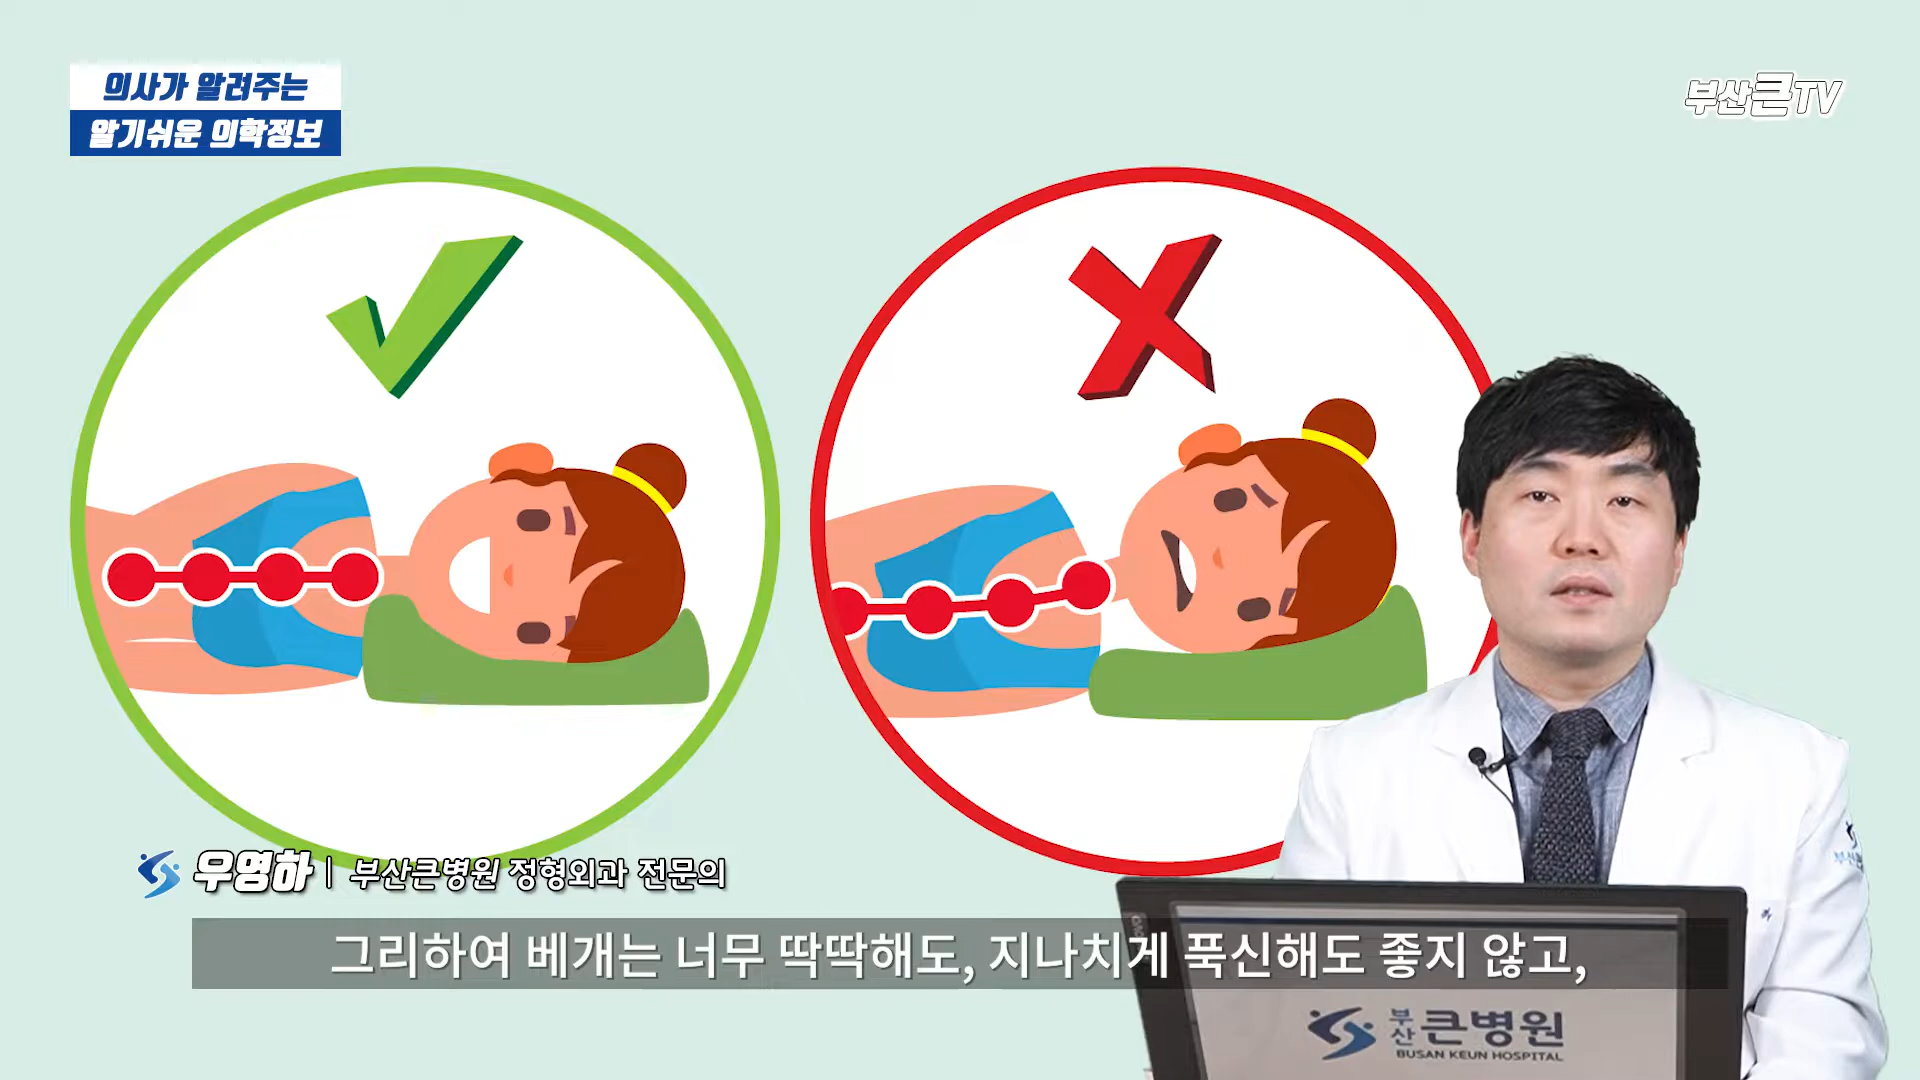 의사가 알려주는
알기쉬운 의학정보
부산큰TV
우영하 | 부산큰병원 정형외과 전문의
그리하여 베개는 너무 딱딱해도, 지나치게 푹신해도 좋지 않고,
부산큰병원
BUSAN KEUN HOSPITAL